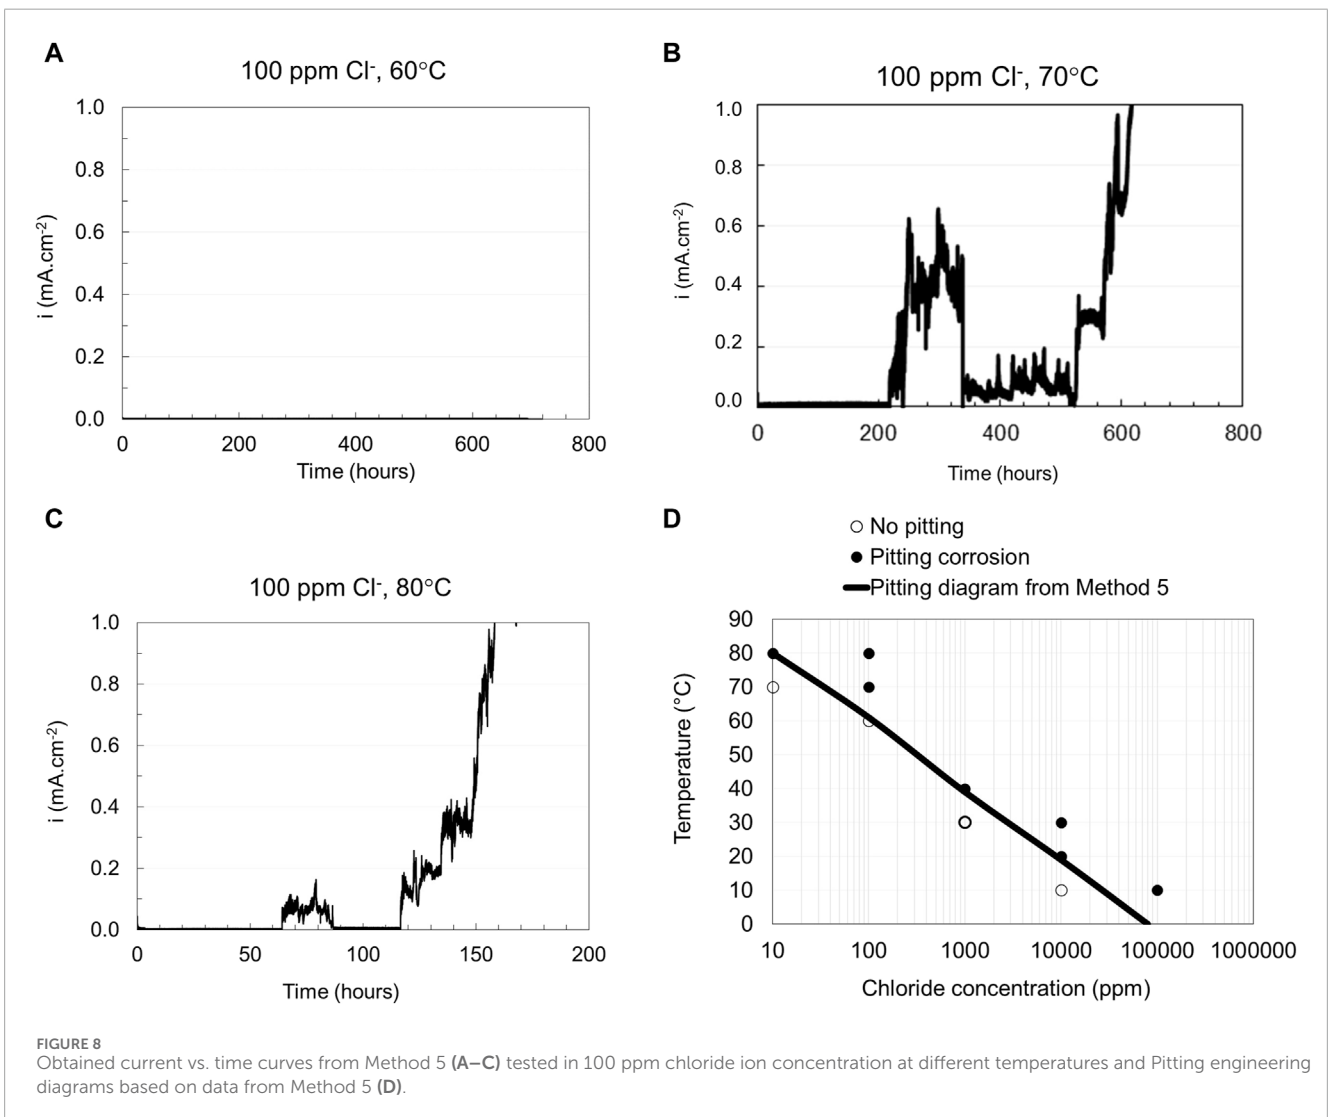 A
100 ppm Cl⁻, 60°C
1.0
0.8
0.6
0.4
0.2
0.0
i (mA.cm⁻²)
0 200 400 600 800
Time (hours)
B
100 ppm Cl⁻, 70°C
1.0
0.8
0.6
0.4
0.2
0.0
i (mA.cm⁻²)
0 200 400 600 800
Time (hours)
C
100 ppm Cl⁻, 80°C
1.0
0.8
0.6
0.4
0.2
0.0
i (mA.cm⁻²)
0 50 100 150 200
Time (hours)
D
No pitting
Pitting corrosion
Pitting diagram from Method 5
90
80
70
60
50
40
30
20
10
0
Temperature (°C)
10 100 1000 10000 100000 1000000
Chloride concentration (ppm)
FIGURE 8
Obtained current vs. time curves from Method 5 (A–C) tested in 100 ppm chloride ion concentration at different temperatures and Pitting engineering
diagrams based on data from Method 5 (D).